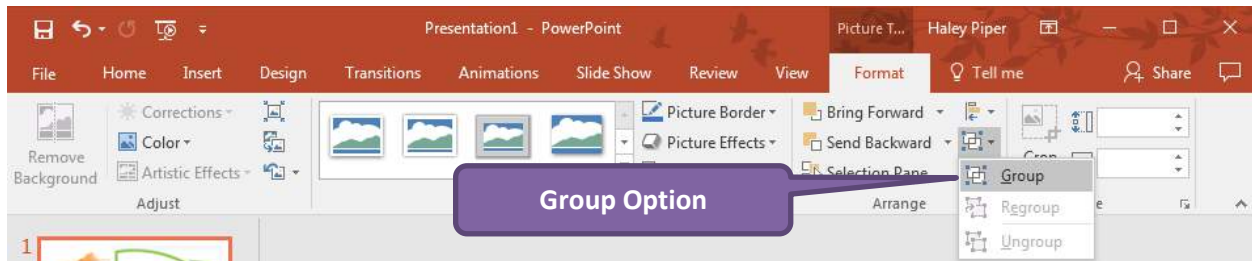 Presentation1 - PowerPoint
Picture T...
Haley Piper
File Home Insert Design Transitions Animations Slide Show Review View Format Tell me Share
Remove Background
Corrections
Color
Artistic Effects
Adjust
Picture Border
Picture Effects
Bring Forward
Send Backward
Selection Pane
Arrange
Crop
Group
Regroup
Ungroup
Group Option
1